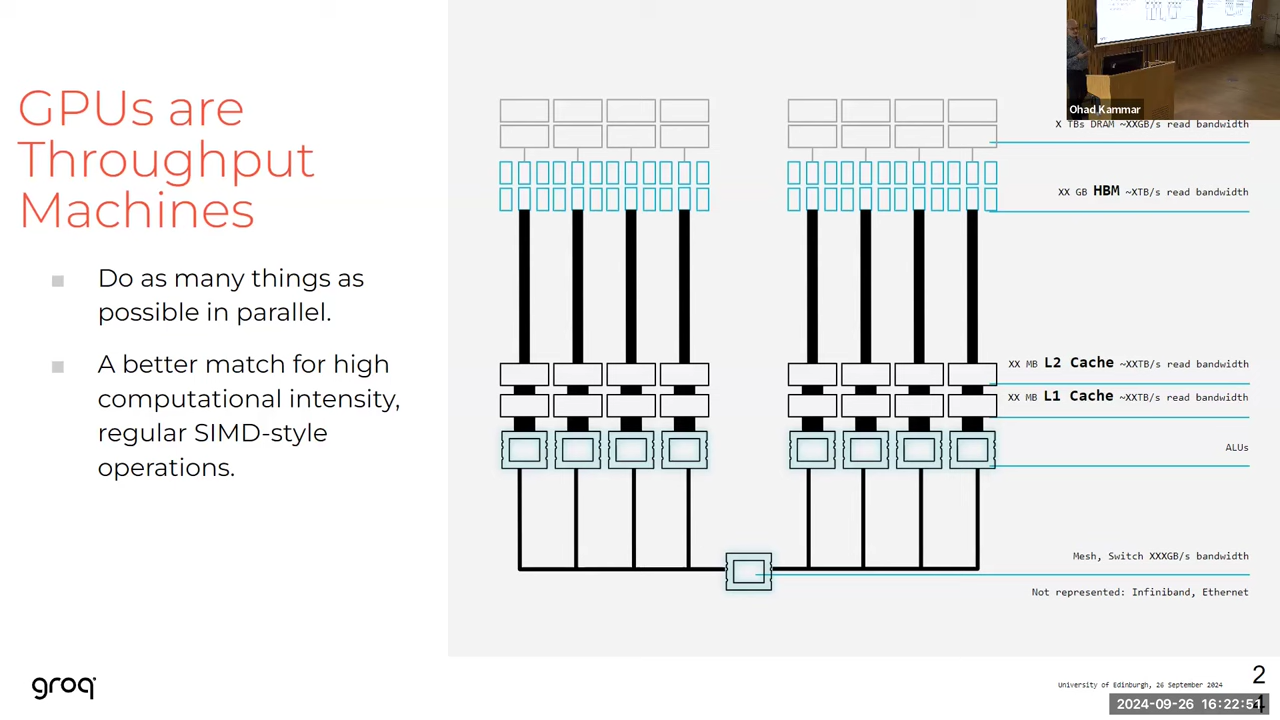 GPUs are
Throughput
Machines
Do as many things as
possible in parallel.
A better match for high
computational intensity,
regular SIMD-style
operations.
Ohad Kammar
X TBs DRAM ~XXGB/s read bandwidth
XX GB HBM ~XTB/s read bandwidth
XX MB L2 Cache ~XXTB/s read bandwidth
XX MB L1 Cache ~XXTB/s read bandwidth
ALUs
Mesh, Switch XXXGB/s bandwidth
Not represented: Infiniband, Ethernet
groq
University of Edinburgh, 26 September 2024
2
4
2024-09-26 16:22:51